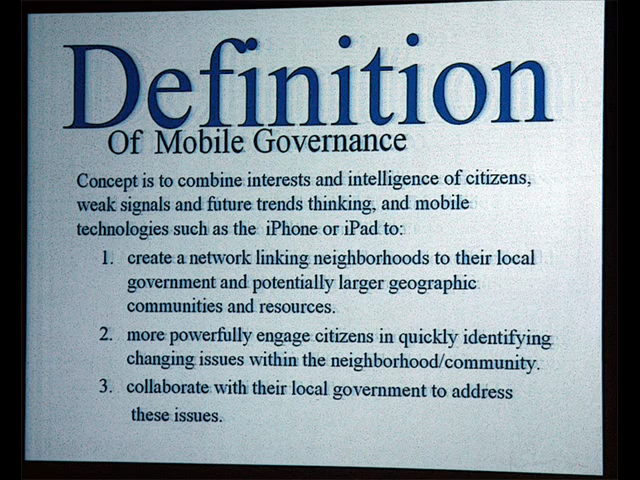 Definition
Of Mobile Governance
Concept is to combine interests and intelligence of citizens,
weak signals and future trends thinking, and mobile
technologies such as the iPhone or iPad to:
1. create a network linking neighborhoods to their local
government and potentially larger geographic
communities and resources.
2. more powerfully engage citizens in quickly identifying
changing issues within the neighborhood/community.
3. collaborate with their local government to address
these issues.